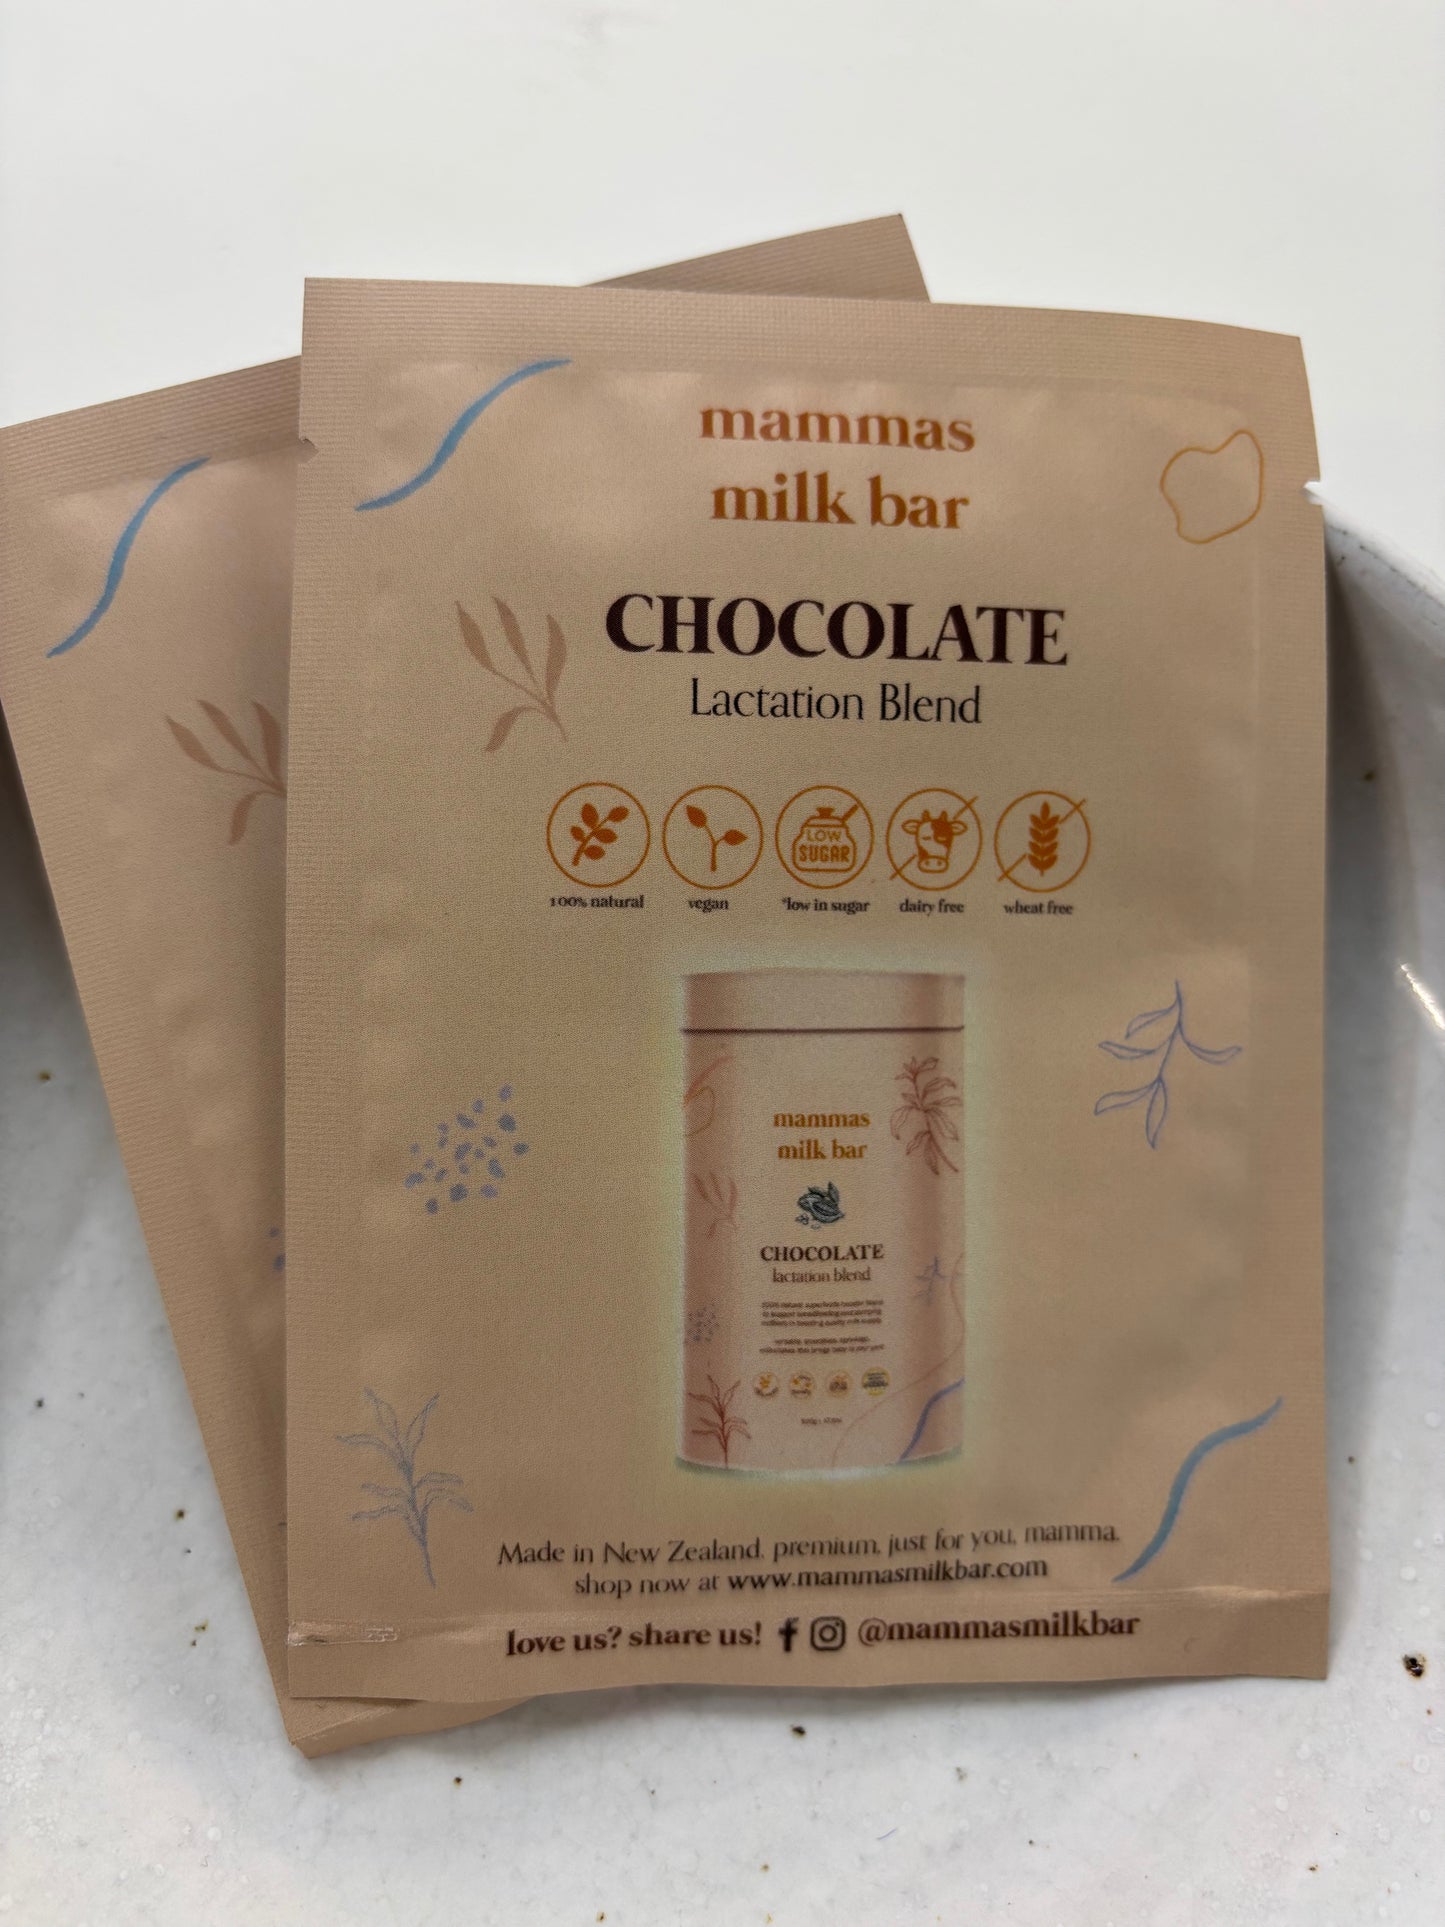 mammas
milk bar
CHOCOLATE
Lactation Blend
LOW
SUGAR
100% natural
vegan
*low in sugar
dairy free
wheat free
mammas
milk bar
CHOCOLATE
lactation blend
Made in New Zealand. premium. just for you, mamma.
shop now at www.mammasmilkbar.com
love us? share us! f @mammasmilkbar